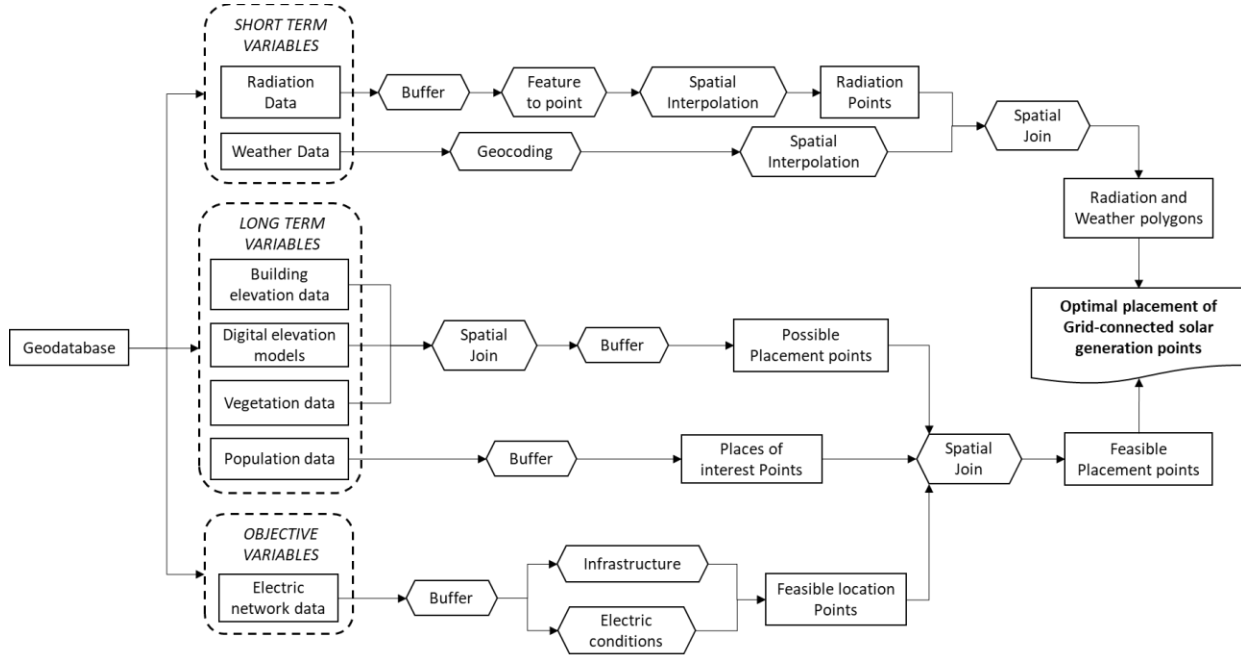 SHORT TERM
VARIABLES
Radiation
Data
Buffer
Feature
to point
Spatial
Interpolation
Radiation
Points
Spatial
Join
Weather Data
Geocoding
Spatial
Interpolation
Radiation and
Weather polygons
LONG TERM
VARIABLES
Building
elevation data
Geodatabase
Digital elevation
models
Spatial
Join
Buffer
Possible
Placement points
Optimal placement of
Grid-connected solar
generation points
Vegetation data
Population data
Buffer
Places of
interest Points
Spatial
Join
Feasible
Placement points
OBJECTIVE
VARIABLES
Electric
network data
Buffer
Infrastructure
Electric
conditions
Feasible location
Points